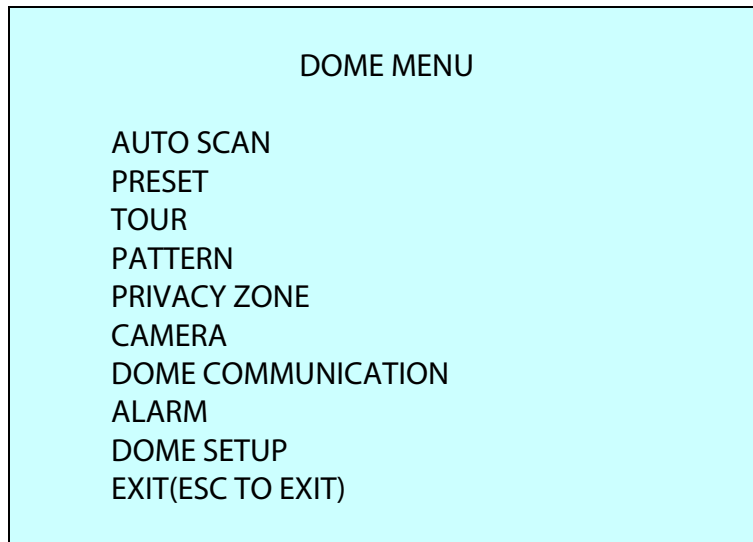 DOME MENU
AUTO SCAN
PRESET
TOUR
PATTERN
PRIVACY ZONE
CAMERA
DOME COMMUNICATION
ALARM
DOME SETUP
EXIT(ESC TO EXIT)